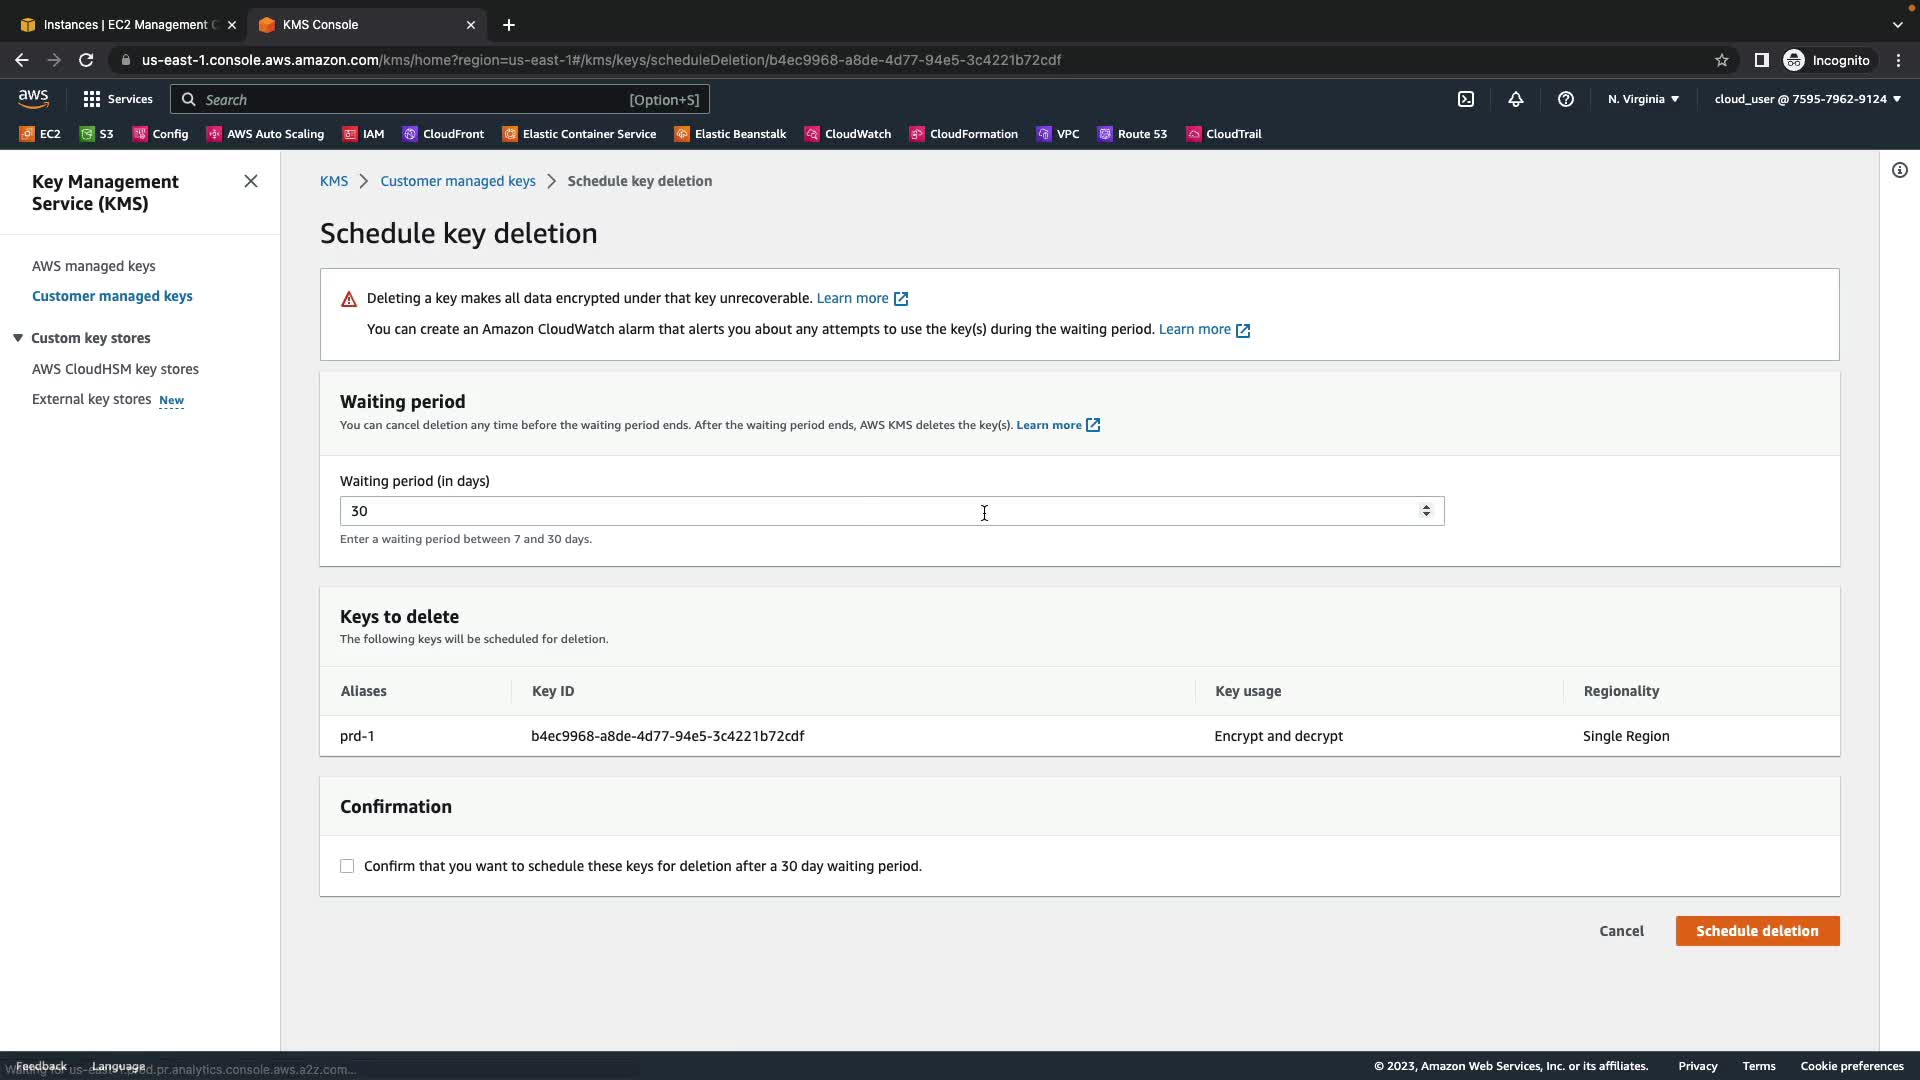 Instances | EC2 Management C
KMS Console
us-east-1.console.aws.amazon.com/kms/home?region=us-east-1#/kms/keys/scheduleDeletion/b4ec9968-a8de-4d77-94e5-3c4221b72cdf
Incognito
aws
Services
Search
[Option+S]
N. Virginia
cloud_user @ 7595-7962-9124
EC2
S3
Config
AWS Auto Scaling
IAM
CloudFront
Elastic Container Service
Elastic Beanstalk
CloudWatch
CloudFormation
VPC
Route 53
CloudTrail
Key Management
Service (KMS)
AWS managed keys
Customer managed keys
Custom key stores
AWS CloudHSM key stores
External key stores New
KMS
Customer managed keys
Schedule key deletion
Schedule key deletion
Deleting a key makes all data encrypted under that key unrecoverable. Learn more
You can create an Amazon CloudWatch alarm that alerts you about any attempts to use the key(s) during the waiting period. Learn more
Waiting period
You can cancel deletion any time before the waiting period ends. After the waiting period ends, AWS KMS deletes the key(s). Learn more
Waiting period (in days)
30
Enter a waiting period between 7 and 30 days.
Keys to delete
The following keys will be scheduled for deletion.
Aliases
Key ID
Key usage
Regionality
prd-1
b4ec9968-a8de-4d77-94e5-3c4221b72cdf
Encrypt and decrypt
Single Region
Confirmation
Confirm that you want to schedule these keys for deletion after a 30 day waiting period.
Cancel
Schedule deletion
Feedback
Language
Waiting for us-east-1.prod.pr.analytics.console.aws.a2z.com...
© 2023, Amazon Web Services, Inc. or its affiliates.
Privacy
Terms
Cookie preferences